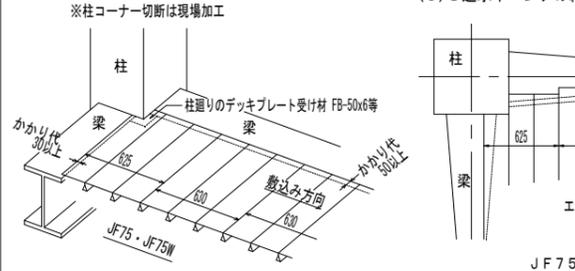 ※柱コーナー切断は現場加工
柱
柱廻りのデッキプレート受け材 FB-50x6等
梁
梁
かかり代
30以上
625
630
630
敷込み方向
かかり代
50以上
JF75・JF75W
柱
625
梁
エ
JF75